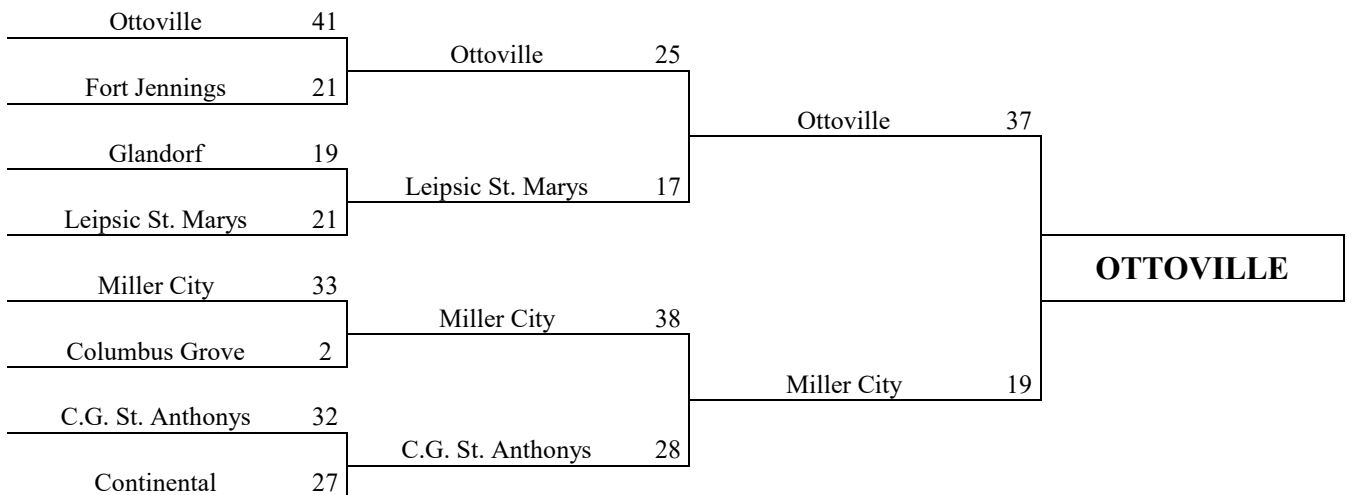 Ottoville 41
Ottoville 25
Fort Jennings 21
Ottoville 37
Glandorf 19
Leipsic St. Marys 17
Leipsic St. Marys 21
OTTOVILLE
Miller City 33
Miller City 38
Columbus Grove 2
Miller City 19
C.G. St. Anthonys 32
C.G. St. Anthonys 28
Continental 27